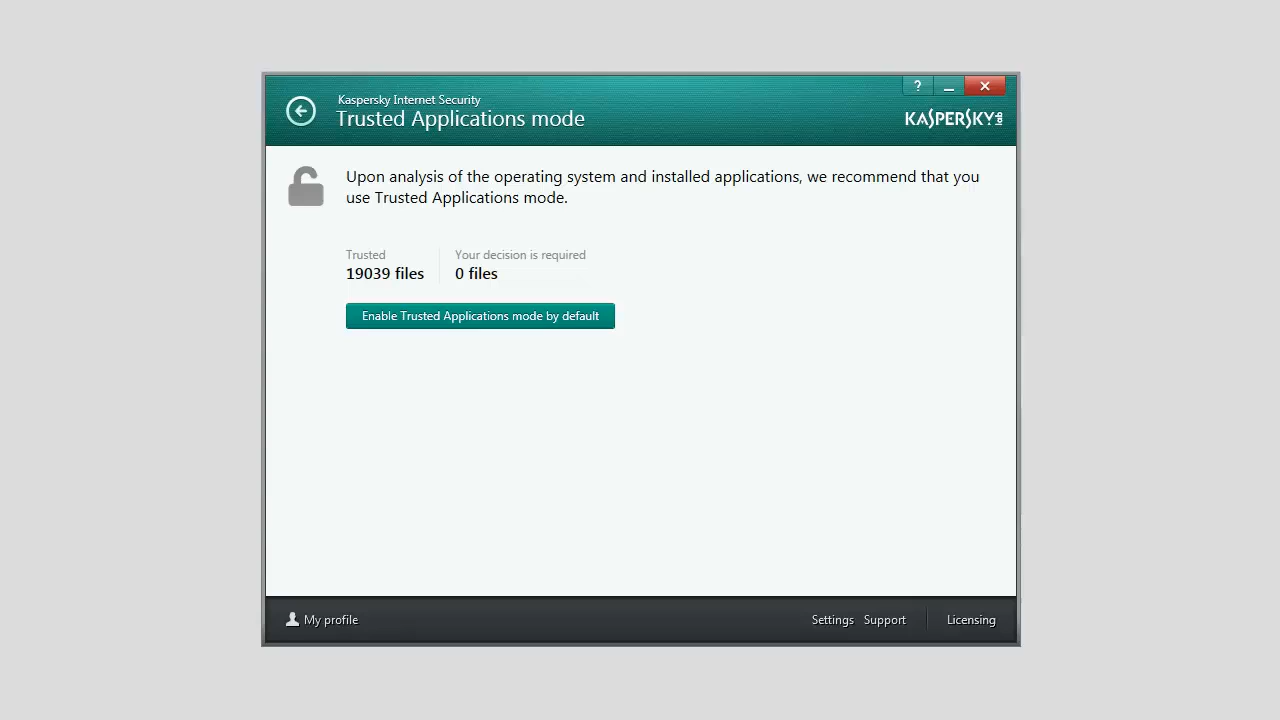 ?
Kaspersky Internet Security
Trusted Applications mode
KASPERSKY lab
Upon analysis of the operating system and installed applications, we recommend that you
use Trusted Applications mode.
Trusted
Your decision is required
19039 files
0 files
Enable Trusted Applications mode by default
My profile
Settings
Support
Licensing